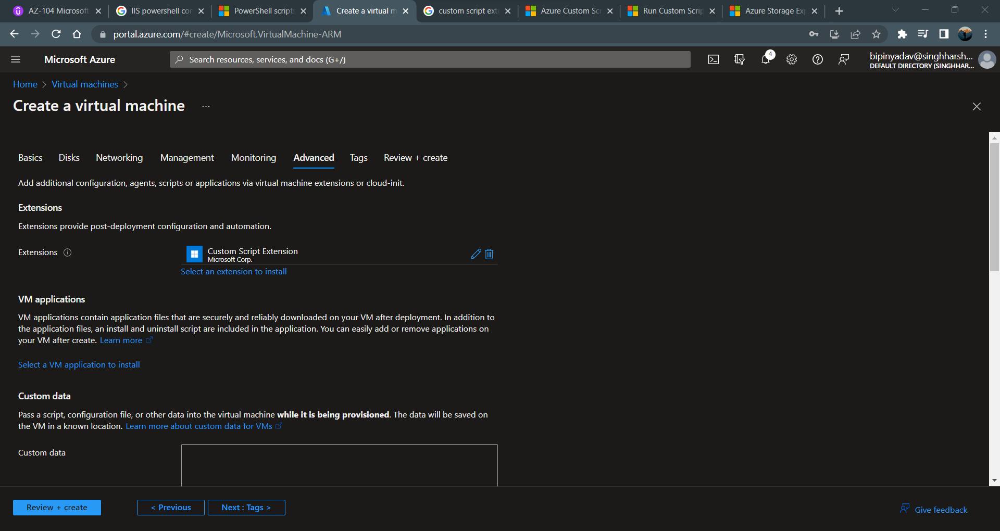 AZ-104 Microsoft
IIS powershell co
PowerShell script
Create a virtual m
custom script ext
Azure Custom Sc
Run Custom Scrip
Azure Storage Ex
portal.azure.com/#create/Microsoft.VirtualMachine-ARM
Microsoft Azure
Search resources, services, and docs (G+/)
4
bipinyadav@singhharsh...
DEFAULT DIRECTORY (SINGHHAR...
Home > Virtual machines >
Create a virtual machine ...
Basics Disks Networking Management Monitoring Advanced Tags Review + create
Add additional configuration, agents, scripts or applications via virtual machine extensions or cloud-init.
Extensions
Extensions provide post-deployment configuration and automation.
Extensions
Custom Script Extension
Microsoft Corp.
Select an extension to install
VM applications
VM applications contain application files that are securely and reliably downloaded on your VM after deployment. In addition to
the application files, an install and uninstall script are included in the application. You can easily add or remove applications on
your VM after create. Learn more
Select a VM application to install
Custom data
Pass a script, configuration file, or other data into the virtual machine while it is being provisioned. The data will be saved on
the VM in a known location. Learn more about custom data for VMs
Custom data
Review + create
< Previous
Next : Tags >
Give feedback